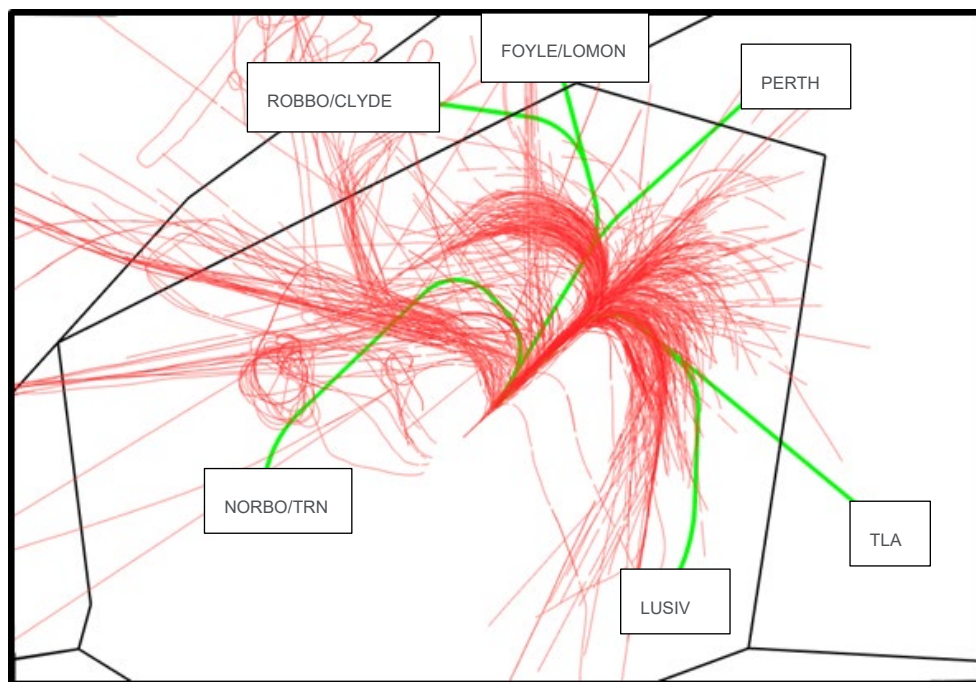 FOYLE/LOMON
PERTH
ROBBO/CLYDE
NORBO/TRN
TLA
LUSIV